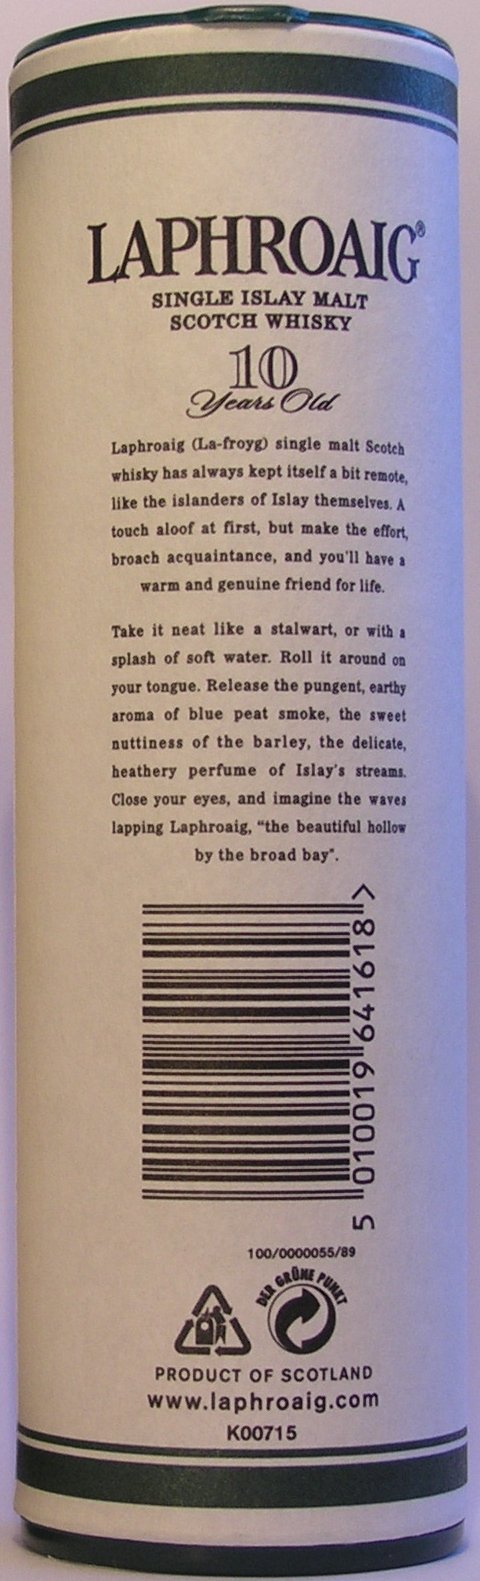 LAPHROAIG®
SINGLE ISLAY MALT
SCOTCH WHISKY
10
Years Old
Laphroaig (La-froyg) single malt Scotch
whisky has always kept itself a bit remote,
like the islanders of Islay themselves. A
touch aloof at first, but make the effort,
broach acquaintance, and you'll have a
warm and genuine friend for life.
Take it neat like a stalwart, or with a
splash of soft water. Roll it around on
your tongue. Release the pungent, earthy
aroma of blue peat smoke, the sweet
nuttiness of the barley, the delicate,
heathery perfume of Islay's streams.
Close your eyes, and imagine the waves
lapping Laphroaig, "the beautiful hollow
by the broad bay".
5 010019 641618 >
100/0000055/89
DER GRÜNE PUNKT
PRODUCT OF SCOTLAND
www.laphroaig.com
K00715